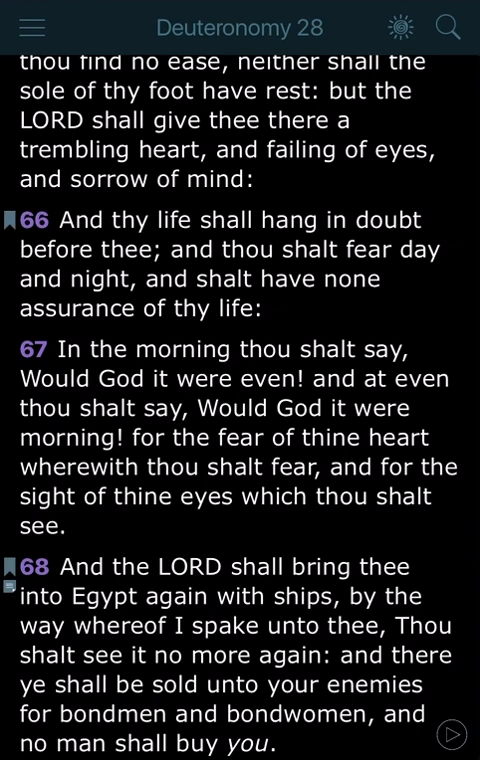 Deuteronomy 28
thou find no ease, neither shall the
sole of thy foot have rest: but the
LORD shall give thee there a
trembling heart, and failing of eyes,
and sorrow of mind:
66 And thy life shall hang in doubt
before thee; and thou shalt fear day
and night, and shalt have none
assurance of thy life:
67 In the morning thou shalt say,
Would God it were even! and at even
thou shalt say, Would God it were
morning! for the fear of thine heart
wherewith thou shalt fear, and for the
sight of thine eyes which thou shalt
see.
68 And the LORD shall bring thee
into Egypt again with ships, by the
way whereof I spake unto thee, Thou
shalt see it no more again: and there
ye shall be sold unto your enemies
for bondmen and bondwomen, and
no man shall buy you.